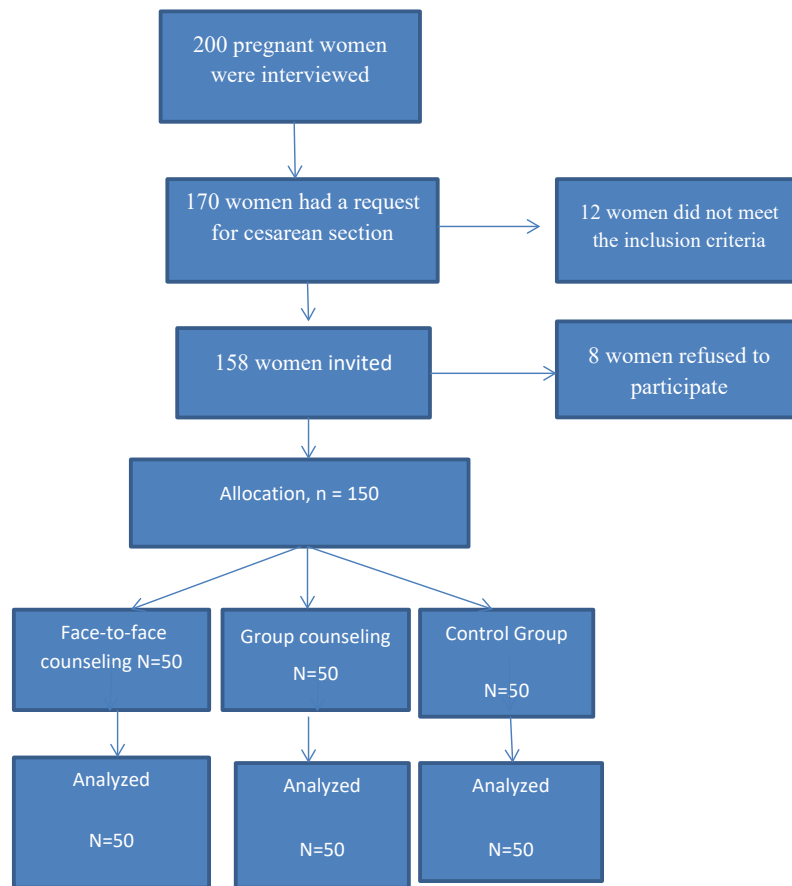 200 pregnant women
were interviewed
170 women had a request
for cesarean section
12 women did not meet
the inclusion criteria
158 women invited
8 women refused to
participate
Allocation, n = 150
Face-to-face
counseling N=50
Group counseling
N=50
Control Group
N=50
Analyzed
N=50
Analyzed
N=50
Analyzed
N=50